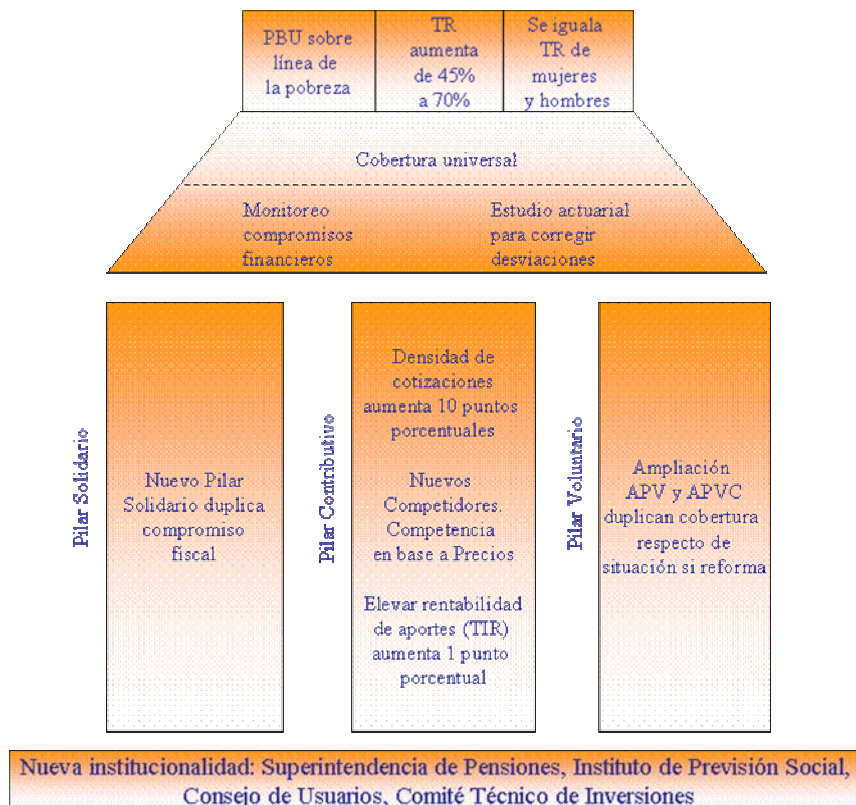 PBU sobre
línea de
la pobreza
TR
aumenta
de 45%
a 70%
Se iguala
TR de
mujeres
y hombres
Cobertura universal
Monitoreo
compromisos
financieros
Estudio actuarial
para corregir
desviaciones
Pilar Solidario
Nuevo Pilar
Solidario duplica
compromiso
fiscal
Pilar Contributivo
Densidad de
cotizaciones
aumenta 10 puntos
porcentuales
Nuevos
Competidores.
Competencia
en base a Precios
Elevar rentabilidad
de aportes (TIR)
aumenta 1 punto
porcentual
Pilar Voluntario
Ampliación
APV y APVC
duplican cobertura
respecto de
situación si reforma
Nueva institucionalidad: Superintendencia de Pensiones, Instituto de Previsión Social,
Consejo de Usuarios, Comité Técnico de Inversiones